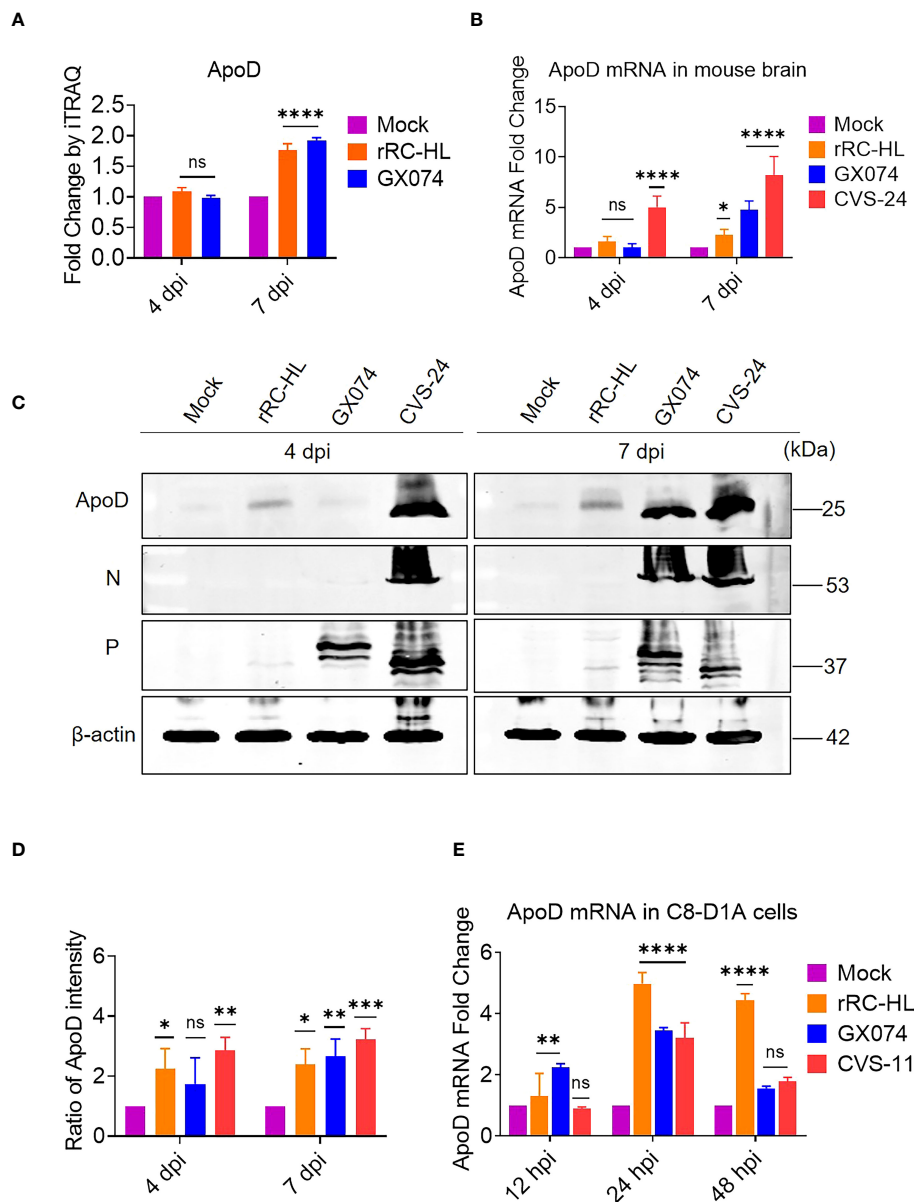 A
ApoD
Fold Change by iTRAQ
2.5
2.0
1.5
1.0
0.5
0.0
ns
****
4 dpi
7 dpi
Mock
rRC-HL
GX074
B
ApoD mRNA in mouse brain
ApoD mRNA Fold Change
15
10
5
0
ns
****
*
****
4 dpi
7 dpi
Mock
rRC-HL
GX074
CVS-24
C
Mock rRC-HL GX074 CVS-24 Mock rRC-HL GX074 CVS-24
4 dpi 7 dpi (kDa)
ApoD 25
N 53
P 37
β-actin 42
D
Ratio of ApoD intensity
6
4
2
0
* ns ** * ** ***
4 dpi
7 dpi
E
ApoD mRNA in C8-D1A cells
ApoD mRNA Fold Change
6
4
2
0
** ns **** **** ns
12 hpi
24 hpi
48 hpi
Mock
rRC-HL
GX074
CVS-11